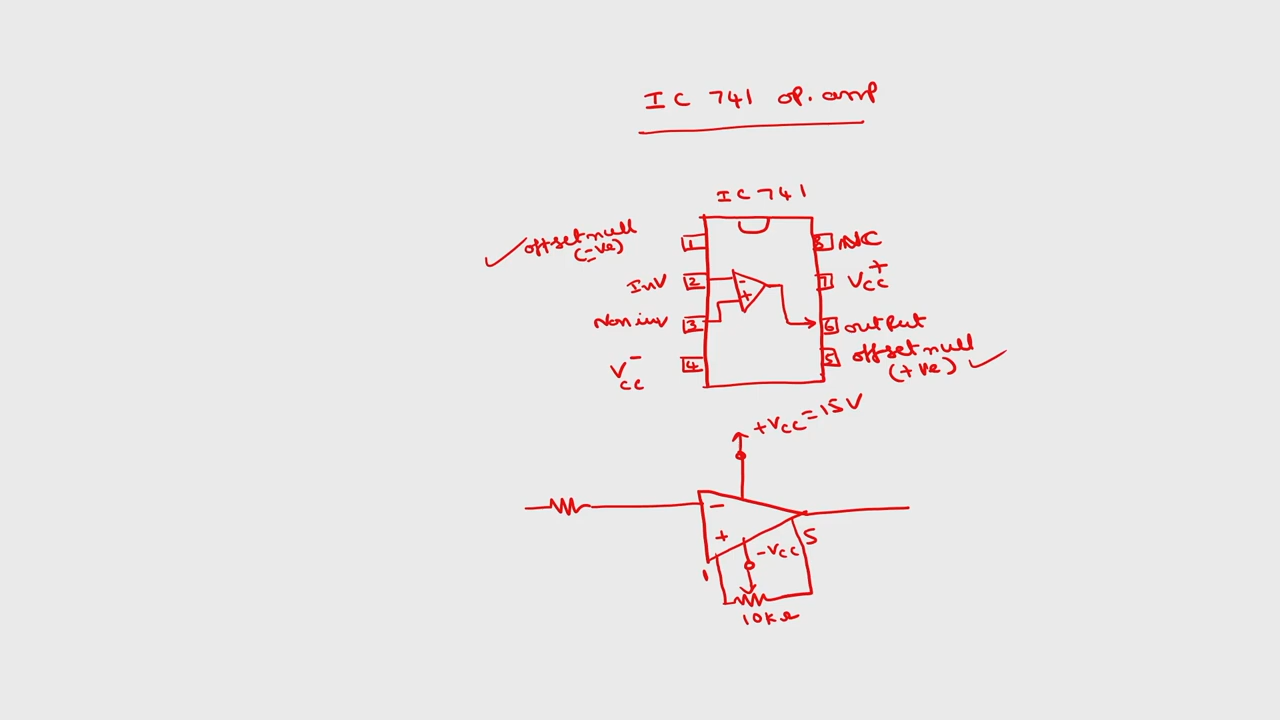 IC 741 op.amp
IC 741
offset null
(-ve)
1
8 NC
Inv 2
-
7 Vcc+
+
Non inv 3
6 output
Vcc- 4
5 offset null
(+ve)
+Vcc = 15V
-
+
5
-Vcc
1
10kΩ